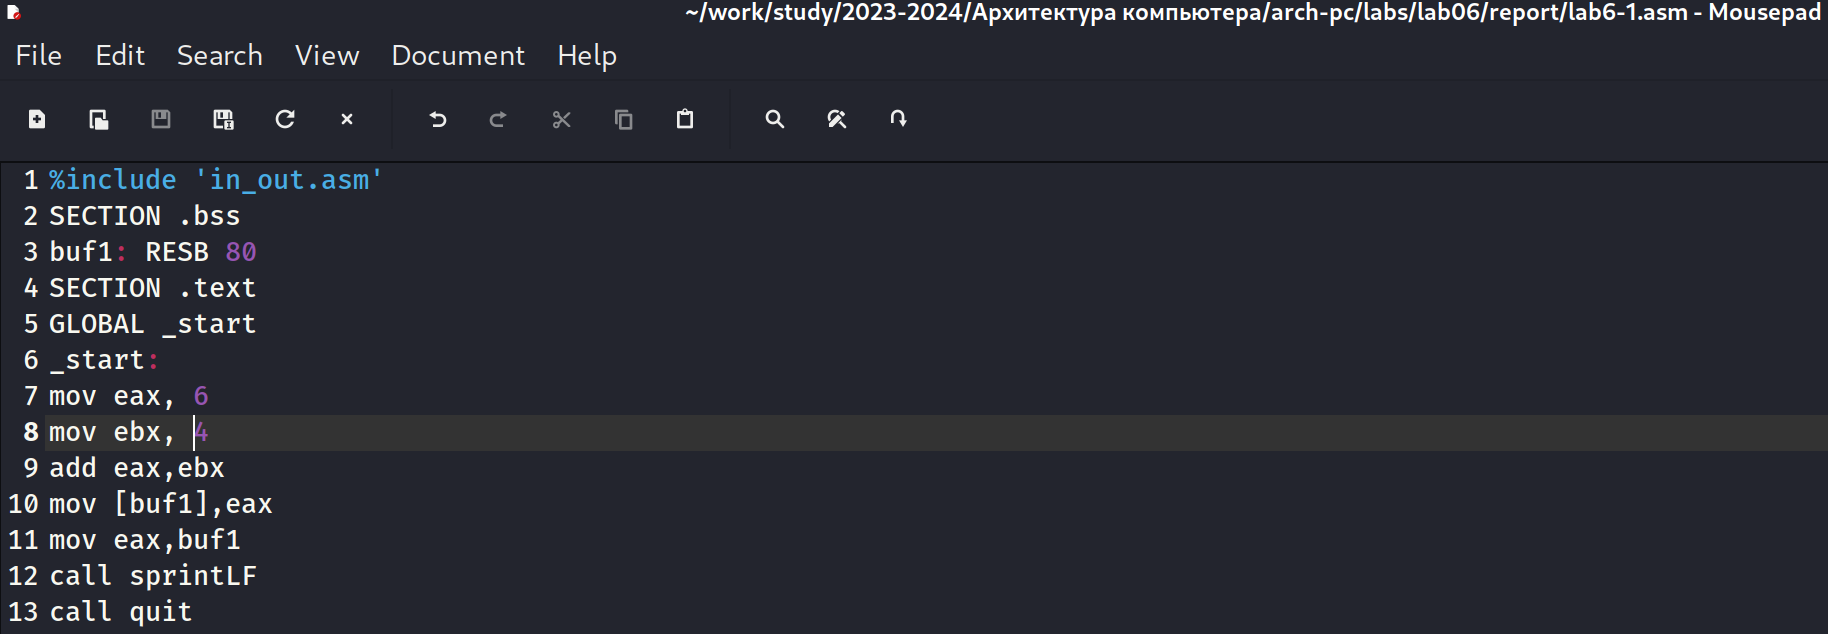 ~/work/study/2023-2024/Архитектура компьютера/arch-pc/labs/lab06/report/lab6-1.asm - Mousepad
File Edit Search View Document Help
1 %include 'in_out.asm'
2 SECTION .bss
3 buf1: RESB 80
4 SECTION .text
5 GLOBAL _start
6 _start:
7 mov eax, 6
8 mov ebx, 4
9 add eax,ebx
10 mov [buf1],eax
11 mov eax,buf1
12 call sprintLF
13 call quit